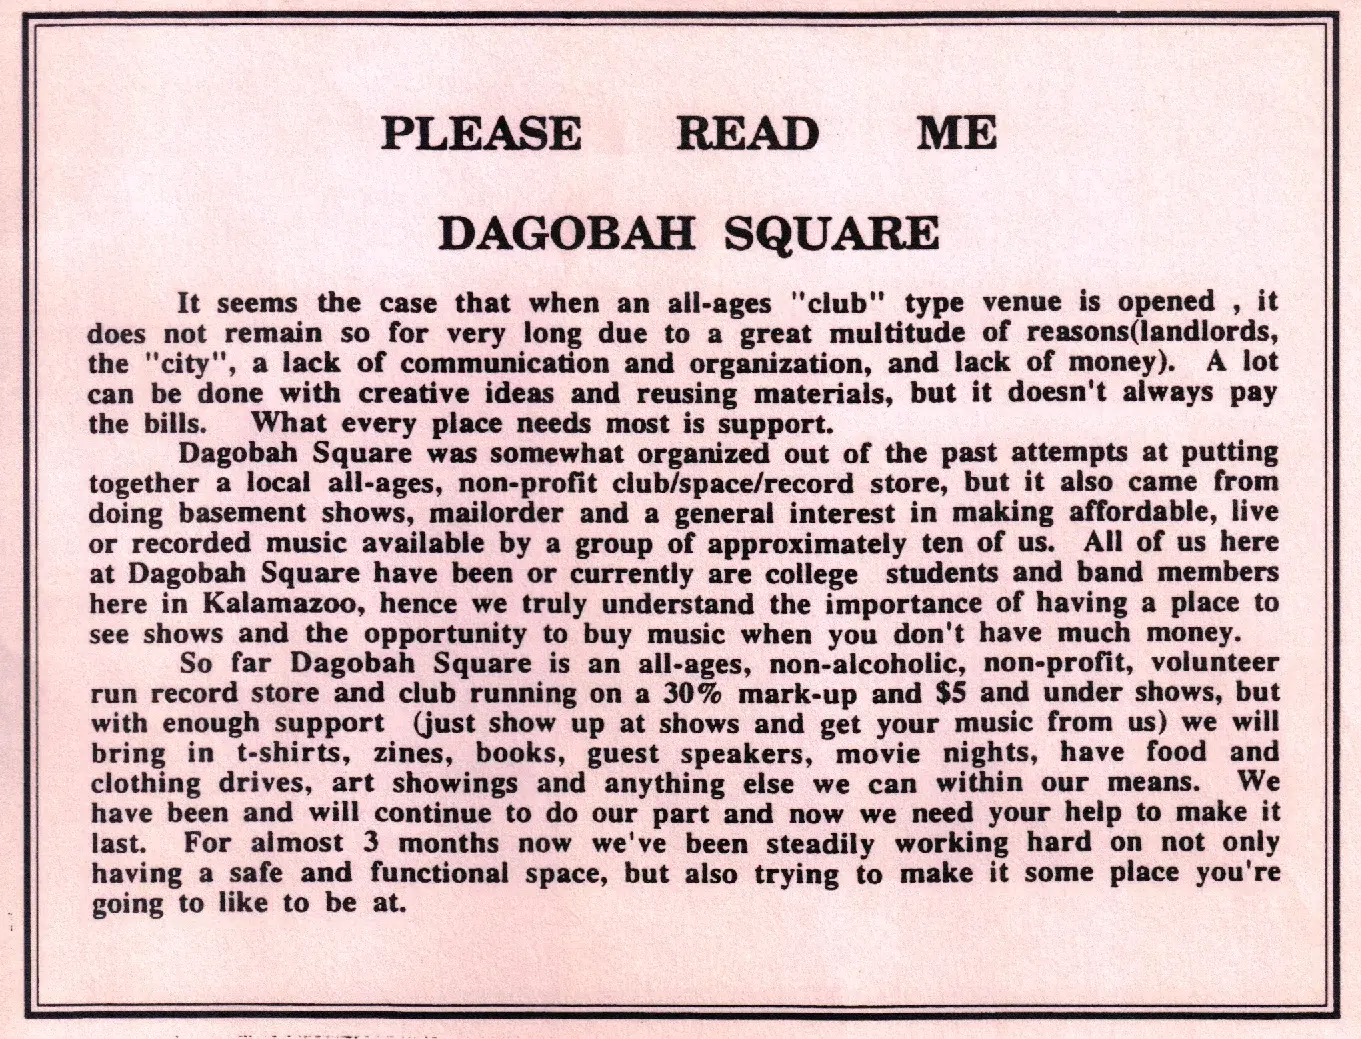 PLEASE READ ME
DAGOBAH SQUARE
It seems the case that when an all-ages "club" type venue is opened , it
does not remain so for very long due to a great multitude of reasons(landlords,
the "city", a lack of communication and organization, and lack of money). A lot
can be done with creative ideas and reusing materials, but it doesn't always pay
the bills. What every place needs most is support.
Dagobah Square was somewhat organized out of the past attempts at putting
together a local all-ages, non-profit club/space/record store, but it also came from
doing basement shows, mailorder and a general interest in making affordable, live
or recorded music available by a group of approximately ten of us. All of us here
at Dagobah Square have been or currently are college students and band members
here in Kalamazoo, hence we truly understand the importance of having a place to
see shows and the opportunity to buy music when you don't have much money.
So far Dagobah Square is an all-ages, non-alcoholic, non-profit, volunteer
run record store and club running on a 30% mark-up and $5 and under shows, but
with enough support (just show up at shows and get your music from us) we will
bring in t-shirts, zines, books, guest speakers, movie nights, have food and
clothing drives, art showings and anything else we can within our means. We
have been and will continue to do our part and now we need your help to make it
last. For almost 3 months now we've been steadily working hard on not only
having a safe and functional space, but also trying to make it some place you're
going to like to be at.